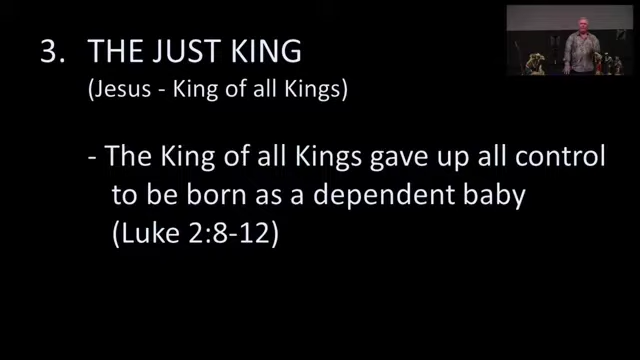 3. THE JUST KING
(Jesus - King of all Kings)
- The King of all Kings gave up all control
to be born as a dependent baby
(Luke 2:8-12)